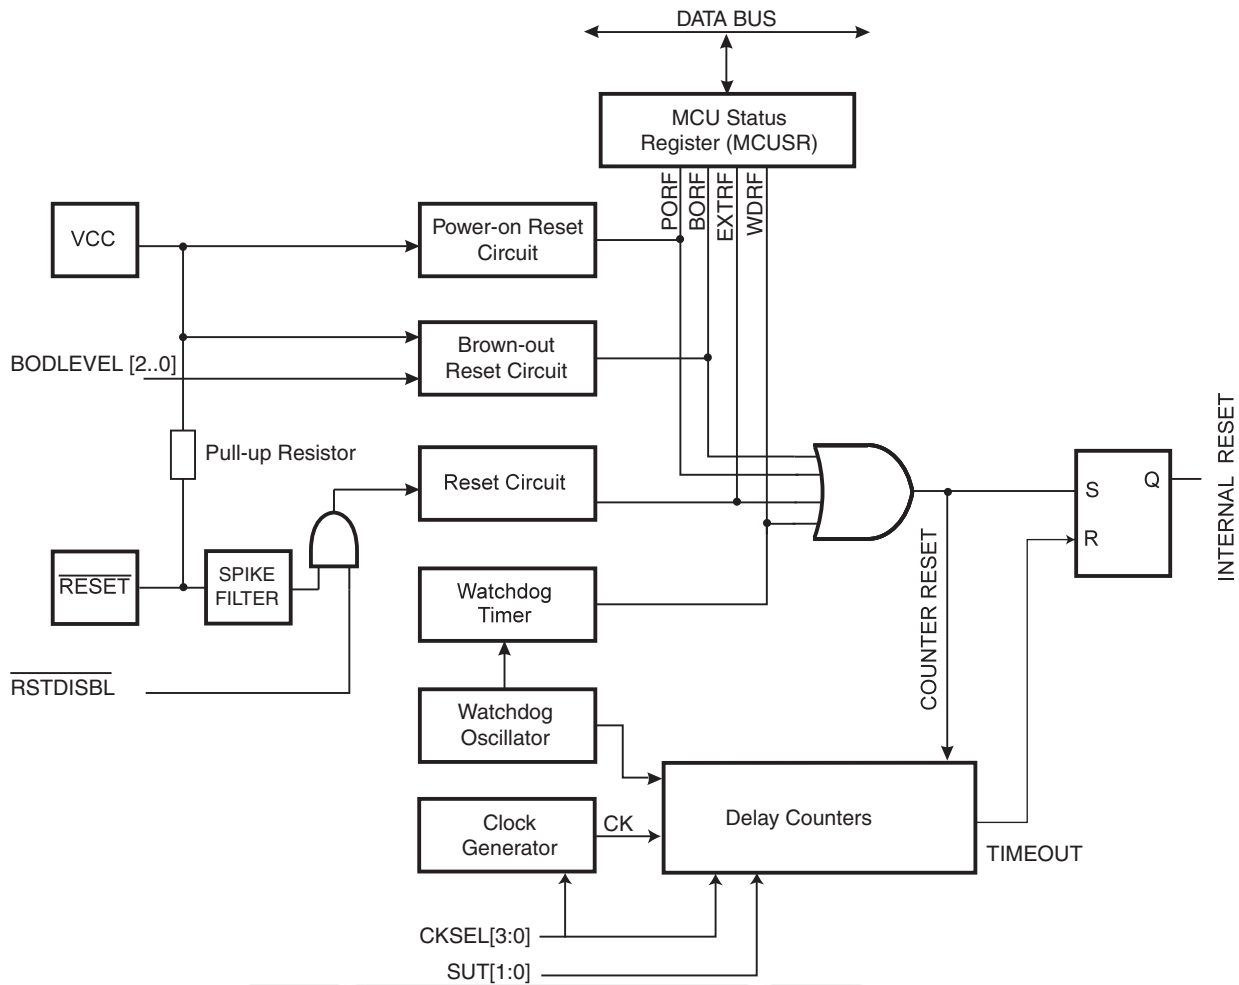 DATA BUS
MCU Status
Register (MCUSR)
PORF
BORF
EXTRF
WDRF
VCC
Power-on Reset
Circuit
BODLEVEL [2..0]
Brown-out
Reset Circuit
Pull-up Resistor
Reset Circuit
S
Q
R
INTERNAL RESET
RESET
SPIKE
FILTER
Watchdog
Timer
COUNTER RESET
RSTDISBL
Watchdog
Oscillator
Clock
Generator
CK
Delay Counters
TIMEOUT
CKSEL[3:0]
SUT[1:0]